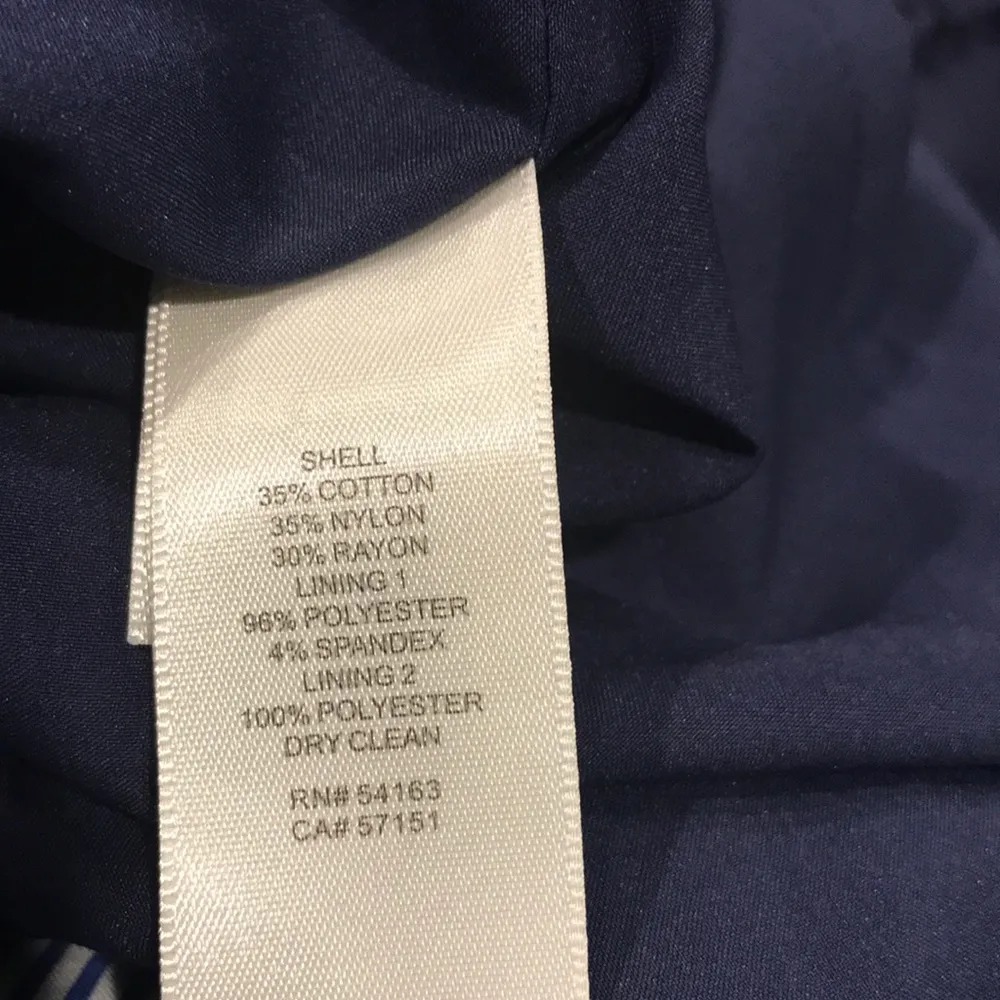 SHELL
35% COTTON
35% NYLON
30% RAYON
LINING 1
96% POLYESTER
4% SPANDEX
LINING 2
100% POLYESTER
DRY CLEAN
RN# 54163
CA# 57151